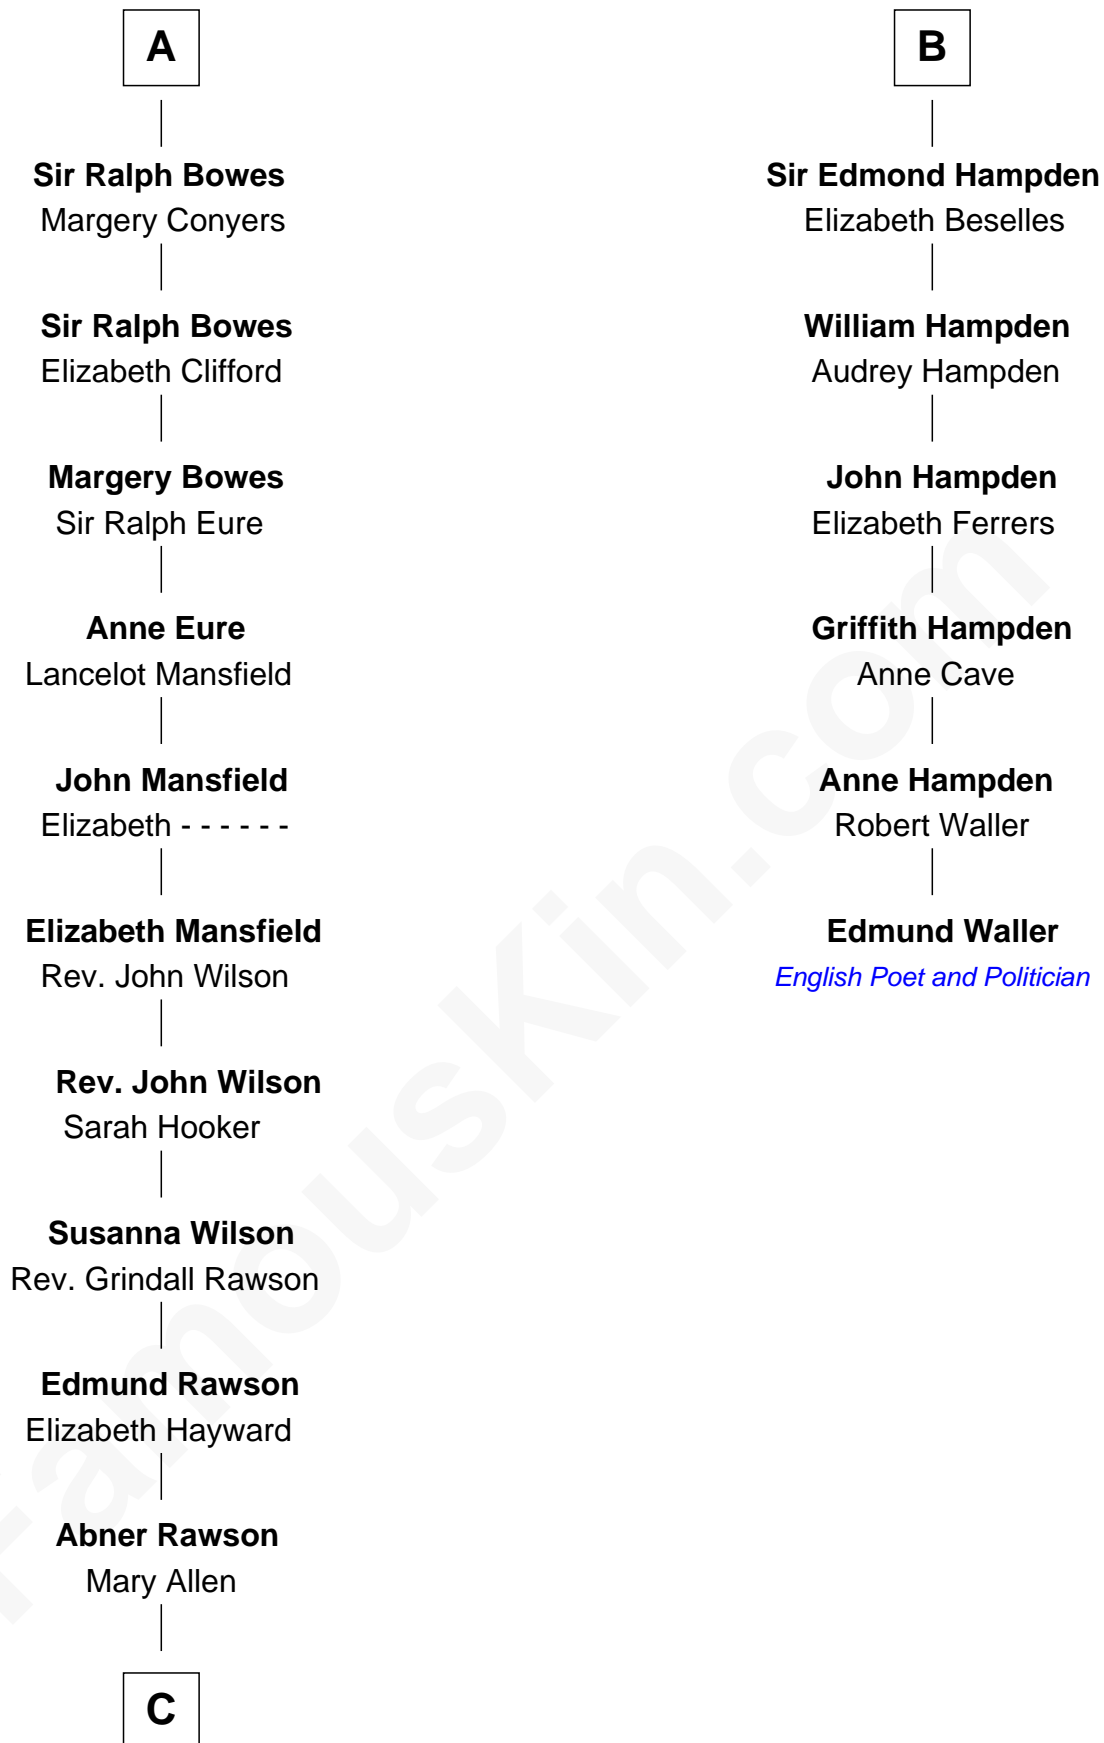 A
Sir Ralph Bowes
Margery Conyers
Sir Ralph Bowes
Elizabeth Clifford
Margery Bowes
Sir Ralph Eure
Anne Eure
Lancelot Mansfield
John Mansfield
Elizabeth - - - - - -
Elizabeth Mansfield
Rev. John Wilson
Rev. John Wilson
Sarah Hooker
Susanna Wilson
Rev. Grindall Rawson
Edmund Rawson
Elizabeth Hayward
Abner Rawson
Mary Allen
C
B
Sir Edmond Hampden
Elizabeth Beselles
William Hampden
Audrey Hampden
John Hampden
Elizabeth Ferrers
Griffith Hampden
Anne Cave
Anne Hampden
Robert Waller
Edmund Waller
English Poet and Politician
FamousKin.com